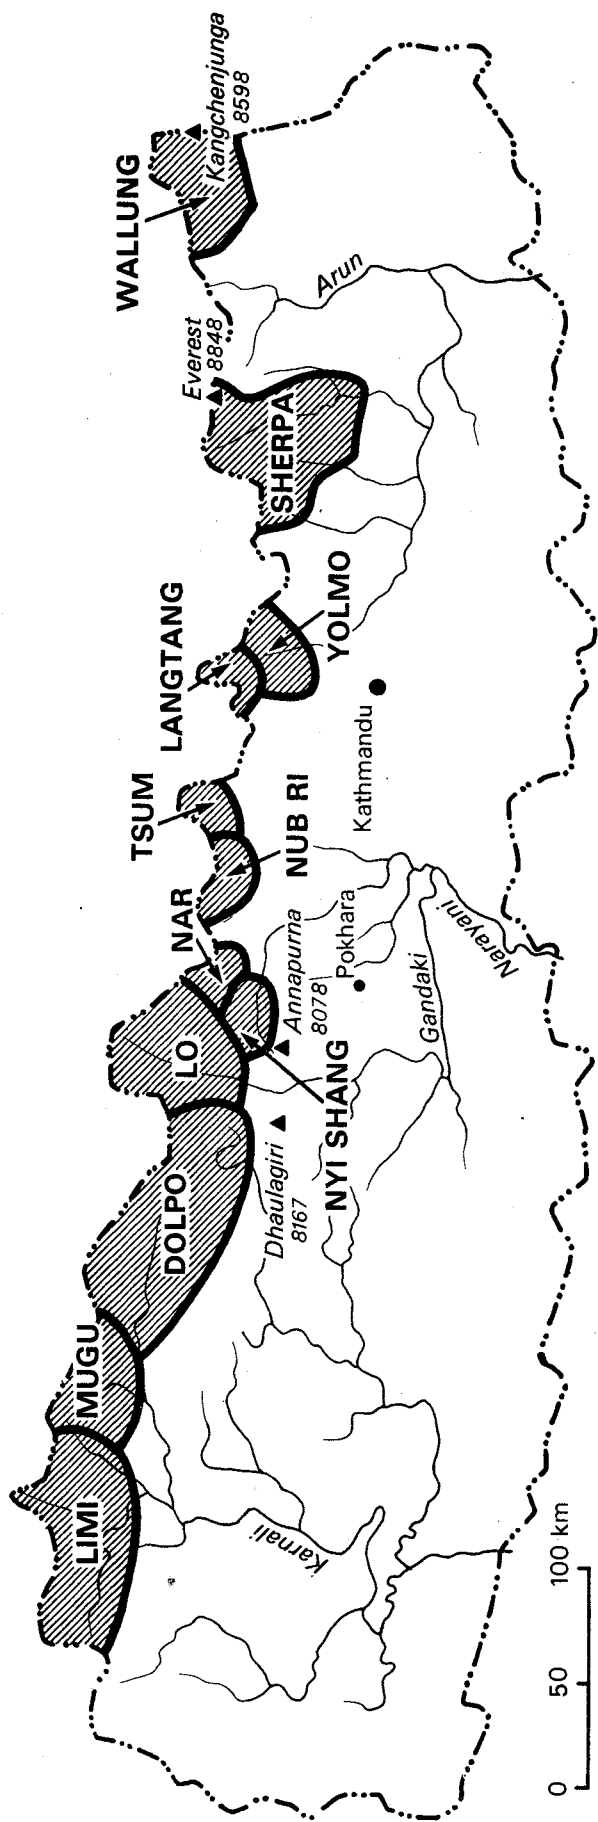 LIMI
MUGU
DOLPO
LO
NAR
NYI SHANG
TSUM
NUB RI
LANGTANG
YOLMO
SHERPA
WALLUNG
Everest
8848
Kangchenjunga
8598
Dhaulagiri
8167
Annapurna
8078
Pokhara
Kathmandu
Karnali
Gandaki
Narayani
Arun
0 50 100 km